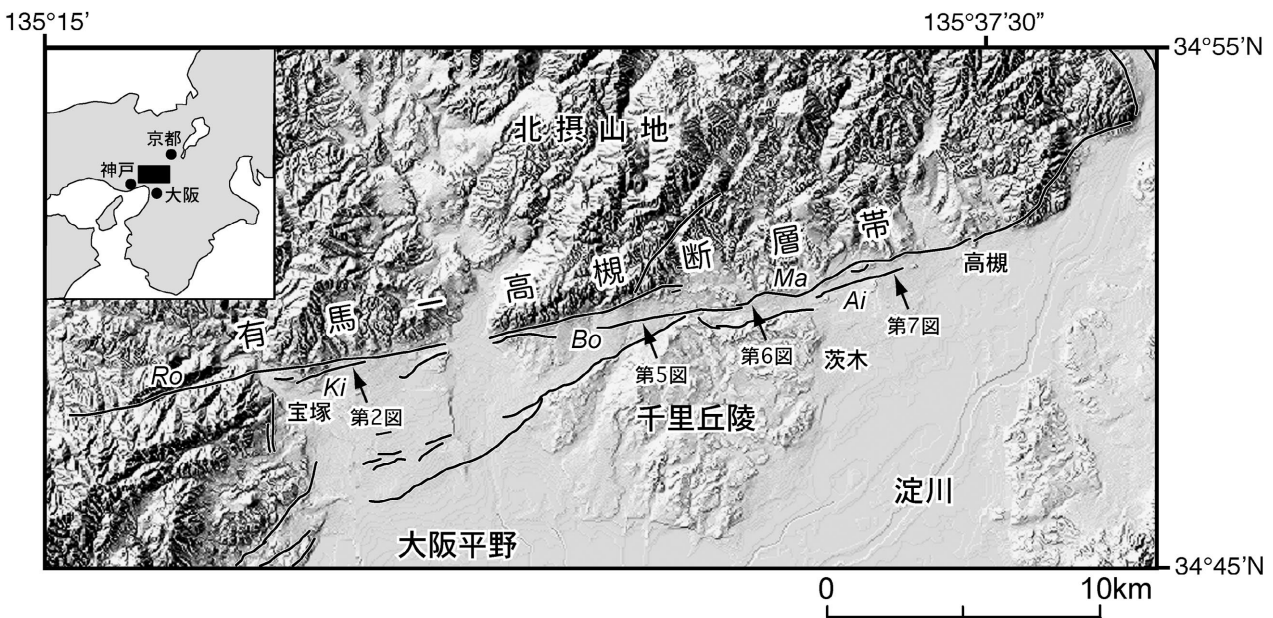 135°15’
135°37’30”
34°55’N
京都
神戸
大阪
北摂山地
有馬ー高槻断層帯
高槻
Ro
Ki
Bo
Ma
Ai
第7図
第6図
第5図
第2図
宝塚
茨木
千里丘陵
淀川
大阪平野
34°45’N
0
10km